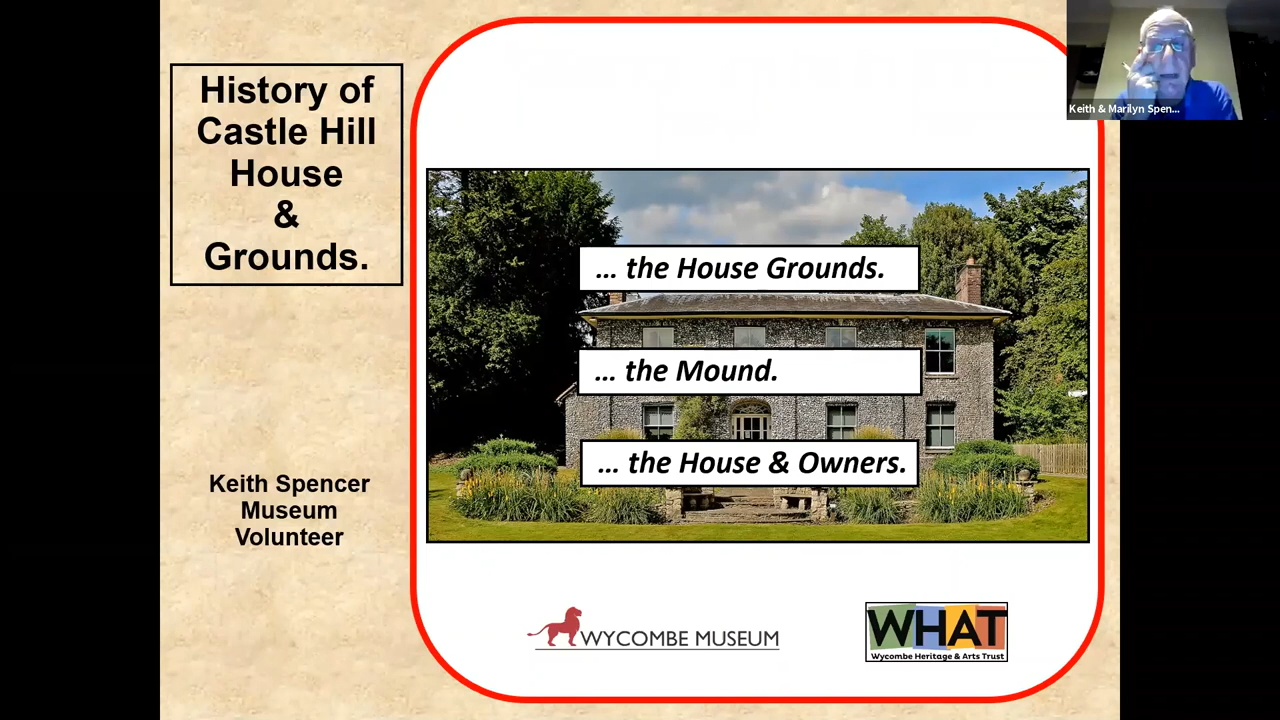 History of
Castle Hill
House
&
Grounds.
Keith Spencer
Museum
Volunteer
... the House Grounds.
... the Mound.
... the House & Owners.
WYCOMBE MUSEUM
WHAT
Wycombe Heritage & Arts Trust
Keith & Marilyn Spen...